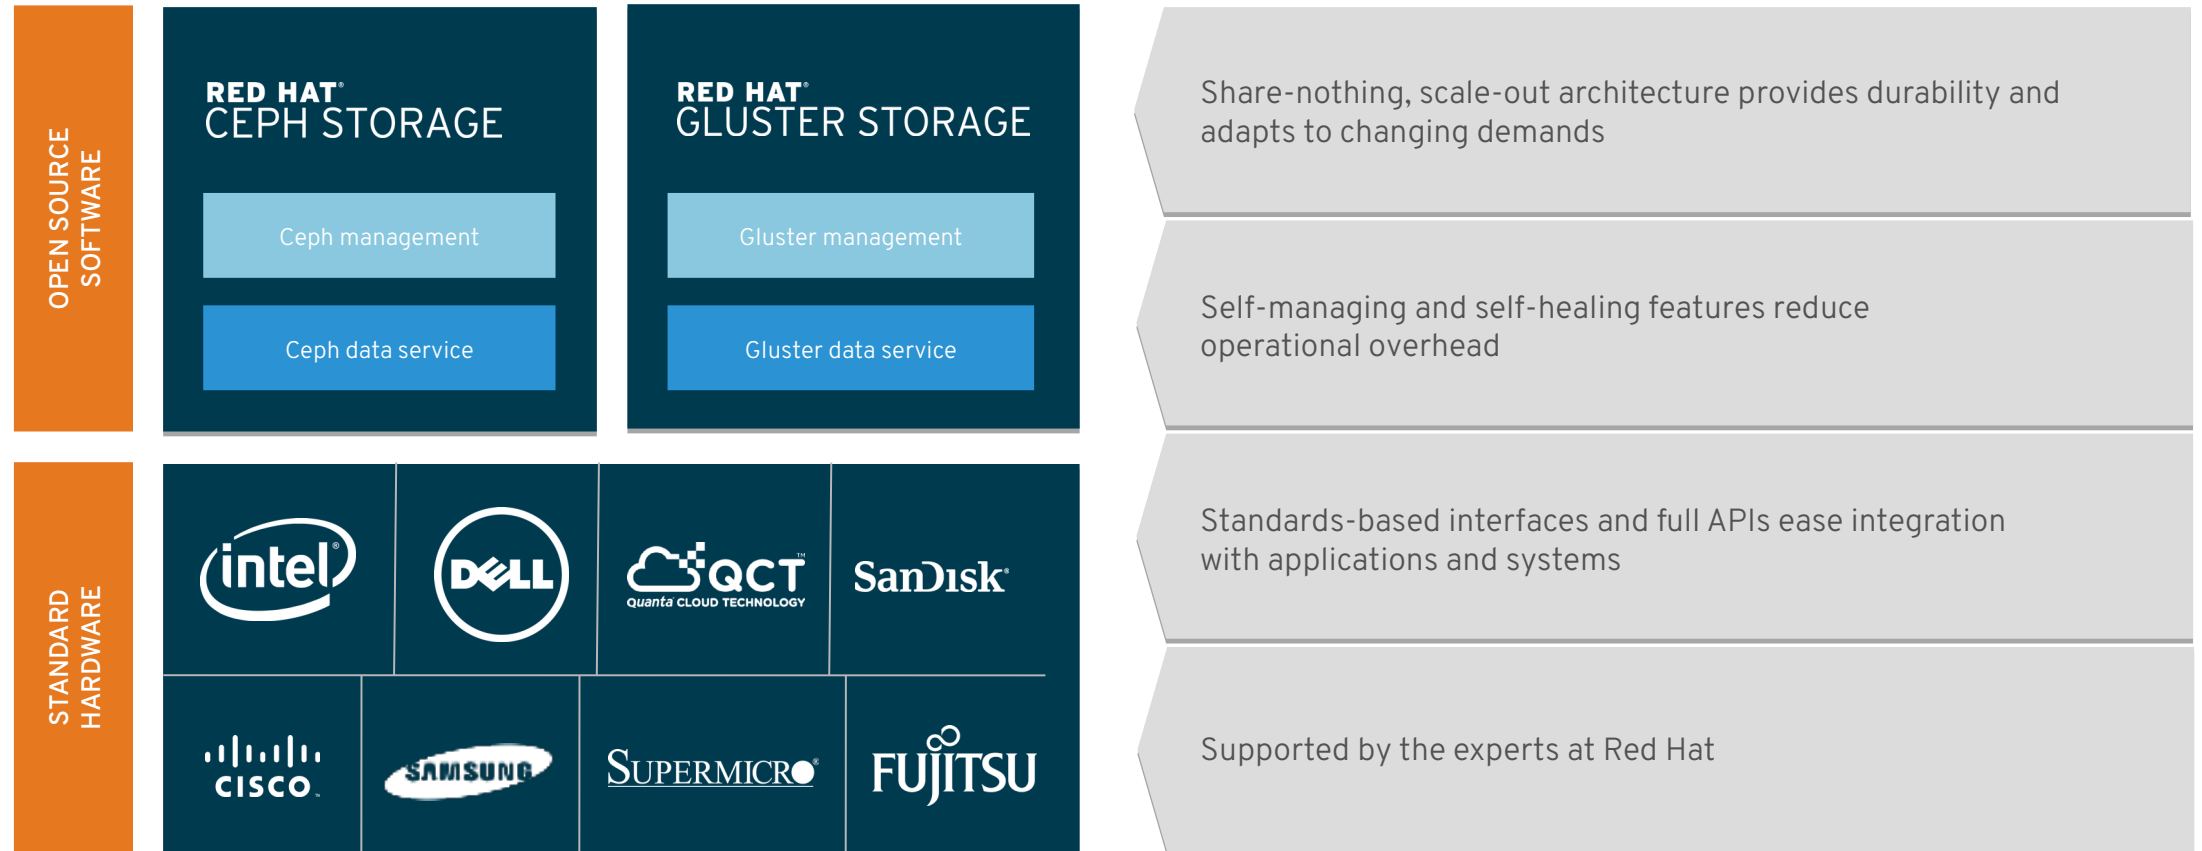 OPEN SOURCE
SOFTWARE
RED HAT®
CEPH STORAGE
Ceph management
Ceph data service
RED HAT®
GLUSTER STORAGE
Gluster management
Gluster data service
STANDARD
HARDWARE
intel®
DELL
QCT™
Quanta CLOUD TECHNOLOGY
SanDisk®
CISCO™
SAMSUNG
SUPERMICRO®
FUJITSU
Share-nothing, scale-out architecture provides durability and
adapts to changing demands
Self-managing and self-healing features reduce
operational overhead
Standards-based interfaces and full APIs ease integration
with applications and systems
Supported by the experts at Red Hat